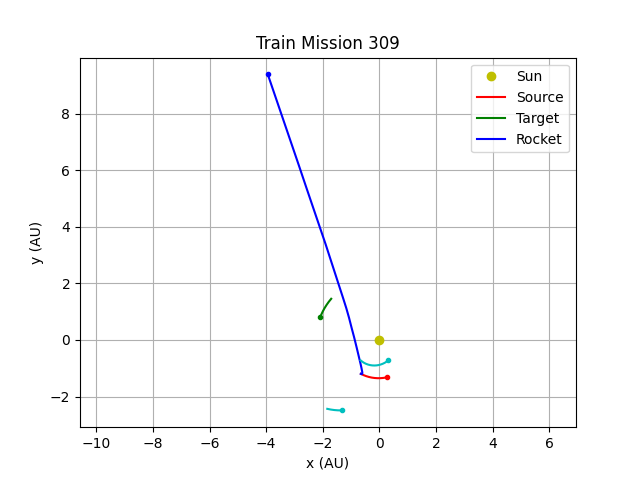 Train Mission 309
Sun
Source
Target
Rocket
8
6
4
2
0
−2
y (AU)
−10
−8
−6
−4
−2
0
2
4
6
x (AU)